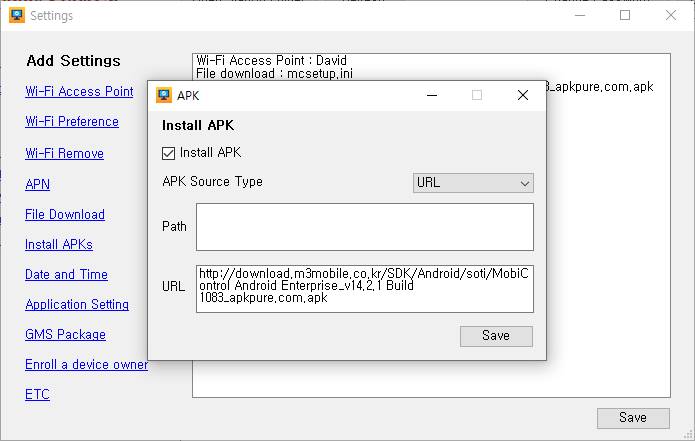 Settings
Add Settings
Wi-Fi Access Point
Wi-Fi Preference
Wi-Fi Remove
APN
File Download
Install APKs
Date and Time
Application Setting
GMS Package
Enroll a device owner
ETC
Wi-Fi Access Point : David
File download : mcsetup.ini
_apkpure.com.apk
APK
Install APK
Install APK
APK Source Type
URL
Path
URL
http://download.m3mobile.co.kr/SDK/Android/soti/MobiC
ontrol Android Enterprise_v14.2.1 Build
1083_apkpure.com.apk
Save
Save